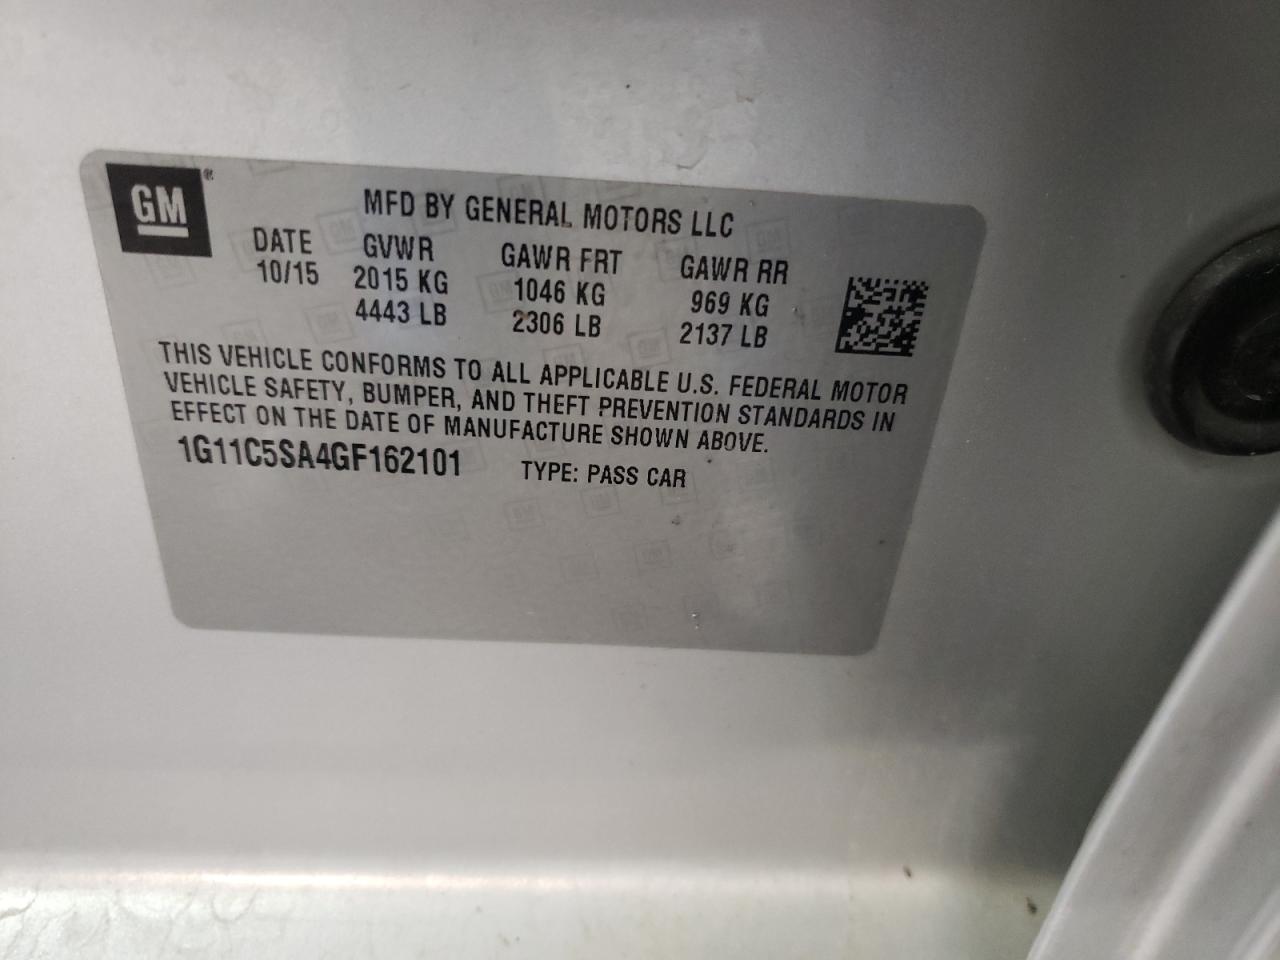 GM®
MFD BY GENERAL MOTORS LLC
DATE GVWR GAWR FRT GAWR RR
10/15 2015 KG 1046 KG 969 KG
4443 LB 2306 LB 2137 LB
THIS VEHICLE CONFORMS TO ALL APPLICABLE U.S. FEDERAL MOTOR
VEHICLE SAFETY, BUMPER, AND THEFT PREVENTION STANDARDS IN
EFFECT ON THE DATE OF MANUFACTURE SHOWN ABOVE.
1G11C5SA4GF162101 TYPE: PASS CAR